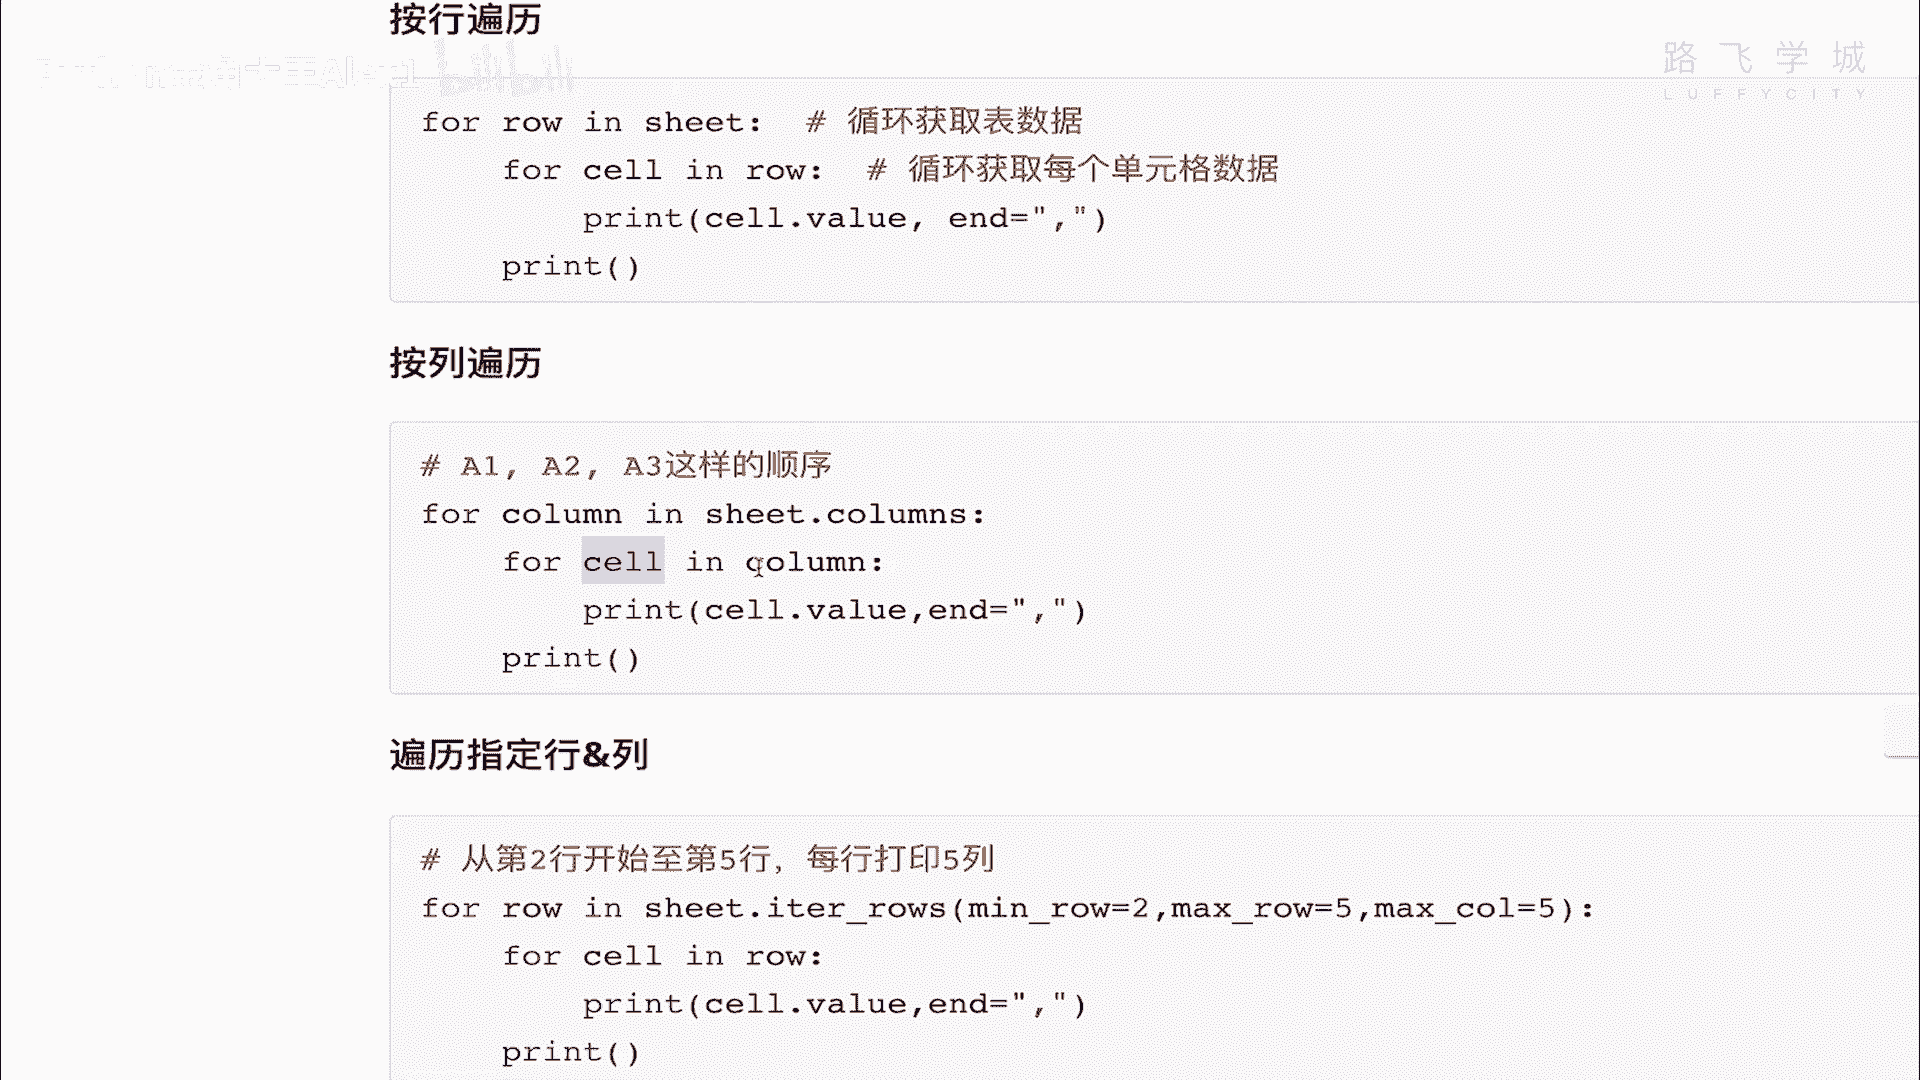 按行遍历
路飞学城
LUFFYCITY
for row in sheet:  # 循环获取表数据
    for cell in row:  # 循环获取每个单元格数据
        print(cell.value, end=",")
    print()
按列遍历
# A1, A2, A3这样的顺序
for column in sheet.columns:
    for cell in column:
        print(cell.value,end=",")
    print()
遍历指定行&列
# 从第2行开始至第5行，每行打印5列
for row in sheet.iter_rows(min_row=2,max_row=5,max_col=5):
    for cell in row:
        print(cell.value,end=",")
    print()